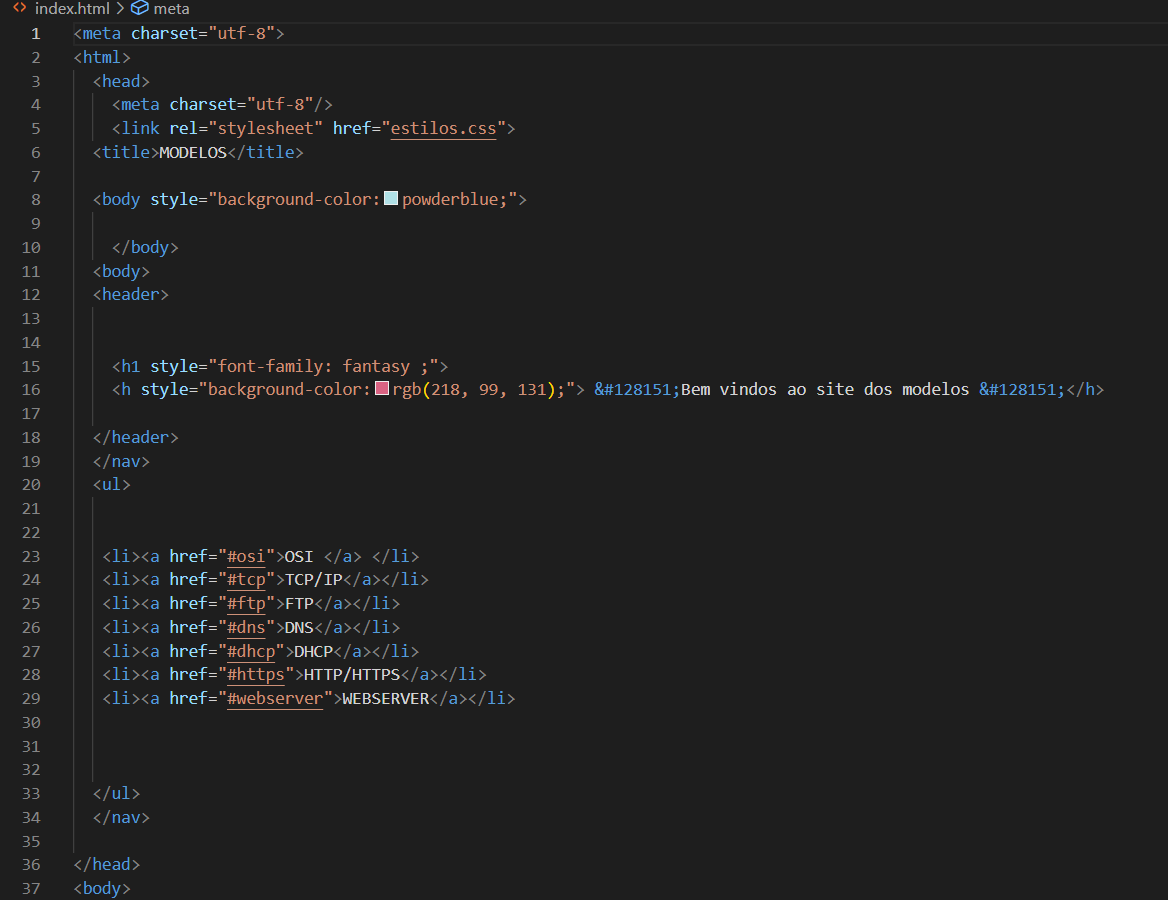 index.html > meta
1 <meta charset="utf-8">
2 <html>
3 <head>
4 <meta charset="utf-8"/>
5 <link rel="stylesheet" href="estilos.css">
6 <title>MODELOS</title>
7
8 <body style="background-color: powderblue;">
9
10 </body>
11 <body>
12 <header>
13
14
15 <h1 style="font-family: fantasy ;">
16 <h style="background-color: rgb(218, 99, 131);"> &#128151;Bem vindos ao site dos modelos &#128151;</h>
17
18 </header>
19 </nav>
20 <ul>
21
22
23 <li><a href="#osi">OSI </a> </li>
24 <li><a href="#tcp">TCP/IP</a></li>
25 <li><a href="#ftp">FTP</a></li>
26 <li><a href="#dns">DNS</a></li>
27 <li><a href="#dhcp">DHCP</a></li>
28 <li><a href="#https">HTTP/HTTPS</a></li>
29 <li><a href="#webserver">WEBSERVER</a></li>
30
31
32
33 </ul>
34 </nav>
35
36 </head>
37 <body>